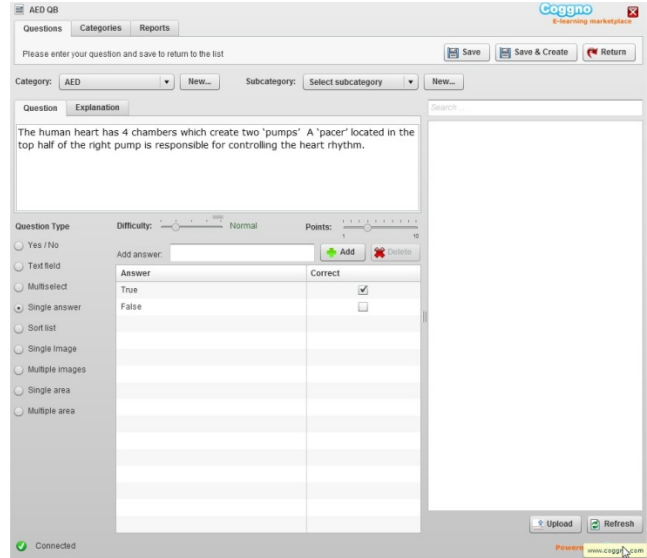 AED QB
Coggno
E-learning marketplace
Questions Categories Reports
Please enter your question and save to return to the list
Save Save & Create Return
Category: AED New... Subcategory: Select subcategory New...
Question Explanation
Search ...
The human heart has 4 chambers which create two 'pumps' A 'pacer' located in the
top half of the right pump is responsible for controlling the heart rhythm.
Question Type
Difficulty: Normal Points:
1 10
Yes / No
Add answer: Add Delete
Text field
Answer Correct
Multiselect
True
Single answer
False
Sort list
Single Image
Multiple images
Single area
Multiple area
Upload Refresh
Connected
www.coggno.com